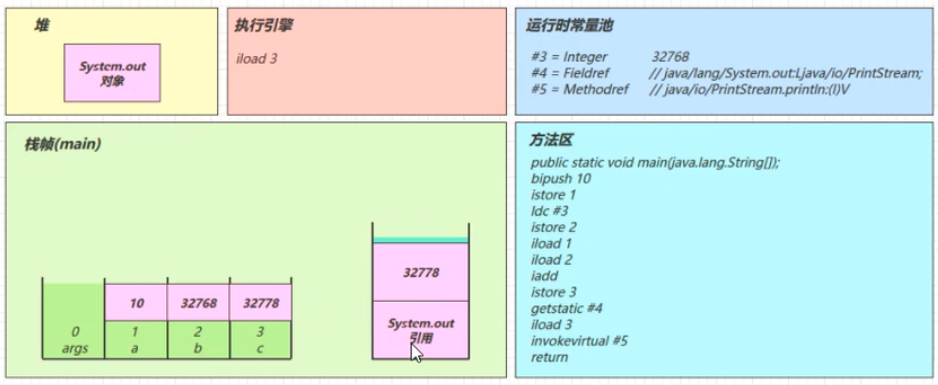 堆
System.out
对象
执行引擎
iload 3
运行时常量池
#3 = Integer 32768
#4 = Fieldref // java/lang/System.out:Ljava/io/PrintStream;
#5 = Methodref // java/io/PrintStream.println:(I)V
栈帧(main)
10 32768 32778
0 1 2 3
args a b c
32778
System.out
引用
方法区
public static void main(java.lang.String[]);
bipush 10
istore 1
ldc #3
istore 2
iload 1
iload 2
iadd
istore 3
getstatic #4
iload 3
invokevirtual #5
return